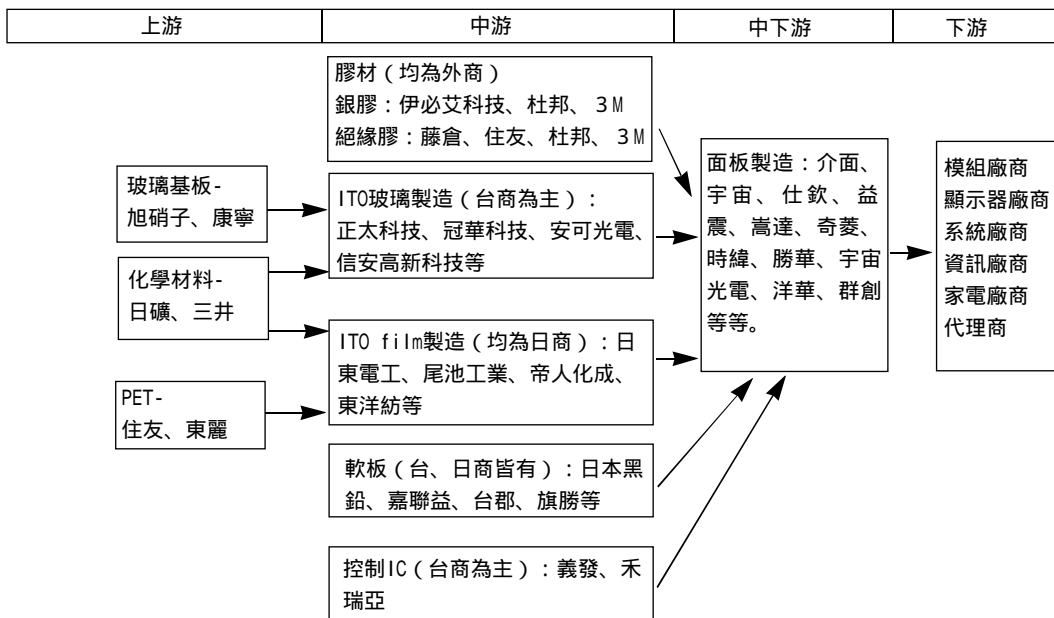 上游
中游
中下游
下游
膠材（均為外商）
銀膠：伊必艾科技、杜邦、3M
絕緣膠：藤倉、住友、杜邦、3M
玻璃基板-
旭硝子、康寧
ITO玻璃製造（台商為主）：
正太科技、冠華科技、安可光電、
信安高新科技等
面板製造：介面、
宇宙、仕欽、益
震、嵩達、奇菱、
時緯、勝華、宇宙
光電、洋華、群創
等等。
模組廠商
顯示器廠商
系統廠商
資訊廠商
家電廠商
代理商
化學材料-
日礦、三井
ITO film製造（均為日商）：日
東電工、尾池工業、帝人化成、
東洋紡等
PET-
住友、東麗
軟板（台、日商皆有）：日本黑
鉛、嘉聯益、台郡、旗勝等
控制IC（台商為主）：義發、禾
瑞亞